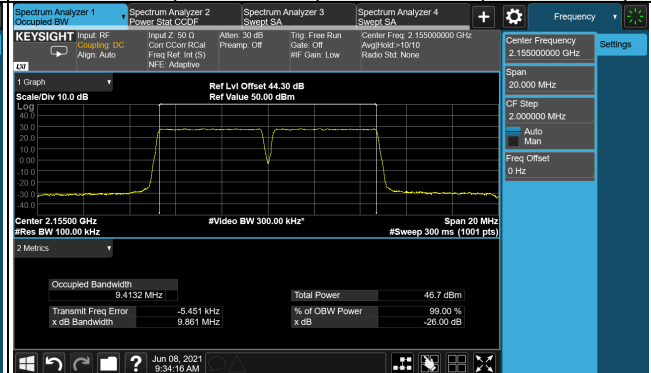 Spectrum Analyzer 1
Occupied BW
Spectrum Analyzer 2
Power Stat CCDF
Spectrum Analyzer 3
Swept SA
Spectrum Analyzer 4
Swept SA
+
Frequency
KEYSIGHT
LXI
Input: RF
Coupling: DC
Align: Auto
Input Z: 50 Ω
Corr CCorr RCal
Freq Ref: Int (S)
NFE: Adaptive
Atten: 30 dB
Preamp: Off
Trig: Free Run
Gate: Off
#IF Gain: Low
Center Freq: 2.155000000 GHz
Avg|Hold:>10/10
Radio Std: None
Center Frequency
2.155000000 GHz
Settings
Span
20.000 MHz
CF Step
2.000000 MHz
Auto
Man
Freq Offset
0 Hz
1 Graph
Scale/Div 10.0 dB
Ref Lvl Offset 44.30 dB
Ref Value 50.00 dBm
Log
40.0
30.0
20.0
10.0
0.00
-10.0
-20.0
-30.0
-40.0
Center 2.15500 GHz
#Video BW 300.00 kHz*
Span 20 MHz
#Res BW 100.00 kHz
#Sweep 300 ms (1001 pts)
2 Metrics
Occupied Bandwidth
9.4132 MHz
Total Power 46.7 dBm
Transmit Freq Error -5.451 kHz
% of OBW Power 99.00 %
x dB Bandwidth 9.861 MHz
x dB -26.00 dB
?
Jun 08, 2021
9:34:16 AM